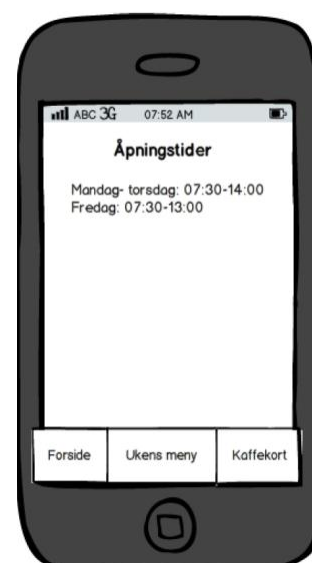 ABC 3G 07:52 AM
Åpningstider
Mandag- torsdag: 07:30-14:00
Fredag: 07:30-13:00
Forside Ukens meny Kaffekort